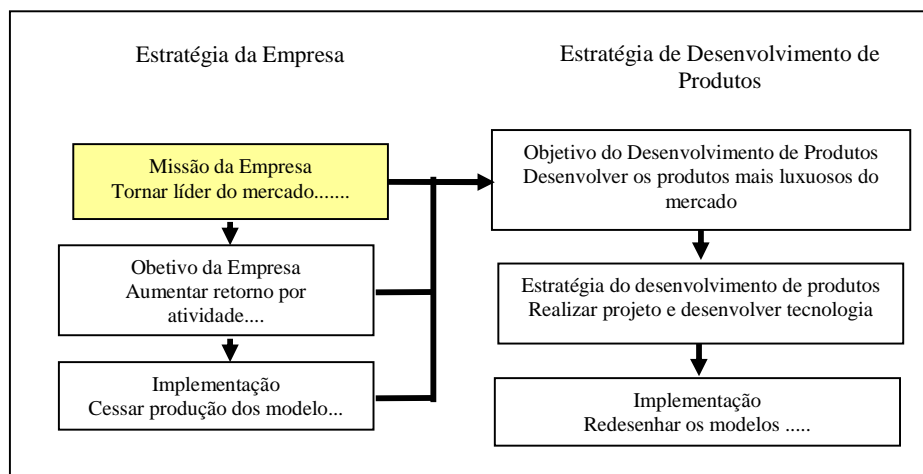 Estratégia da Empresa
Estratégia de Desenvolvimento de
Produtos
Missão da Empresa
Tornar líder do mercado.......
Obetivo da Empresa
Aumentar retorno por
atividade....
Implementação
Cessar produção dos modelo...
Objetivo do Desenvolvimento de Produtos
Desenvolver os produtos mais luxuosos do
mercado
Estratégia do desenvolvimento de produtos
Realizar projeto e desenvolver tecnologia
Implementação
Redesenhar os modelos .....